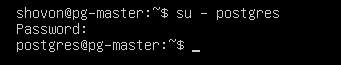 shovon@pg-master:~$ su - postgres
Password:
postgres@pg-master:~$ _